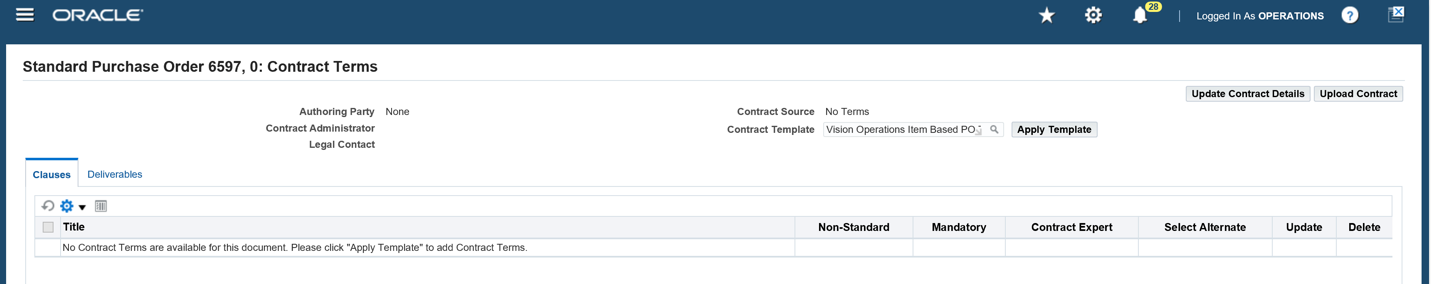 ORACLE
28
Logged In As OPERATIONS
?
Standard Purchase Order 6597, 0: Contract Terms
Update Contract Details
Upload Contract
Authoring Party None
Contract Source No Terms
Contract Administrator
Contract Template Vision Operations Item Based PO
Apply Template
Legal Contact
Clauses
Deliverables
Title Non-Standard Mandatory Contract Expert Select Alternate Update Delete
No Contract Terms are available for this document. Please click "Apply Template" to add Contract Terms.